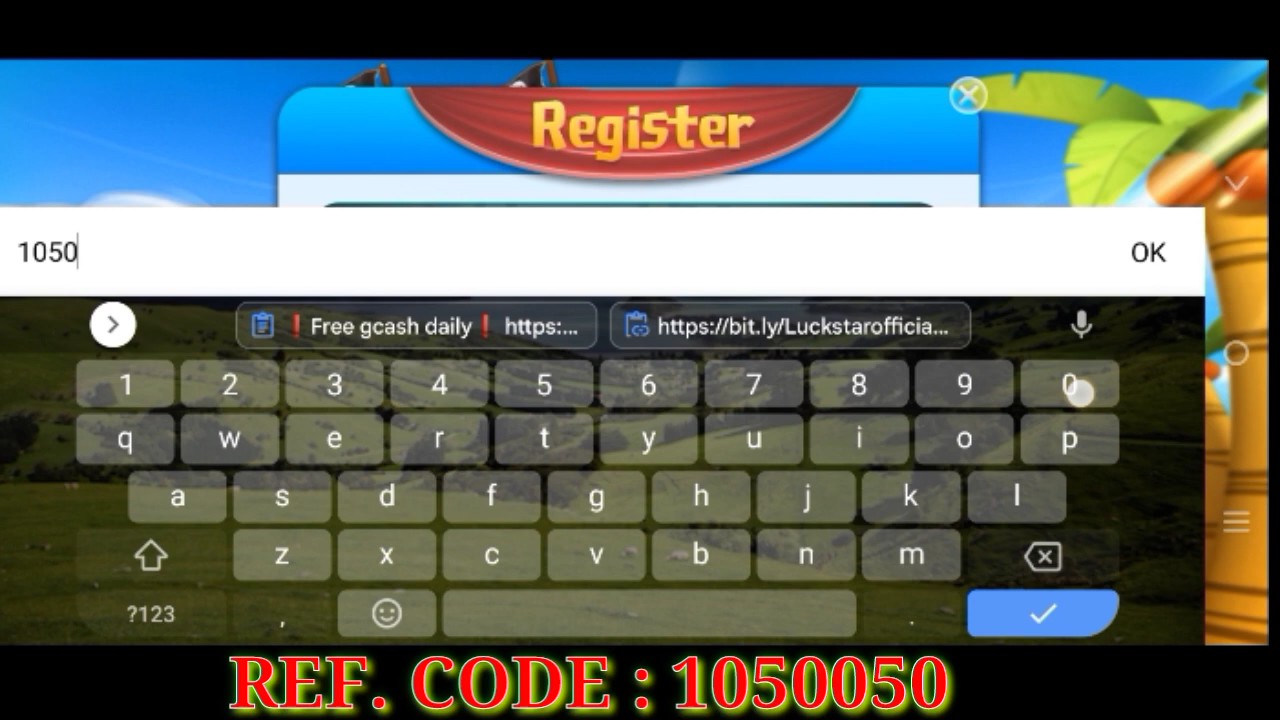 Register
1050
OK
❗Free gcash daily❗ https:...
https://bit.ly/Luckstarofficia...
1 2 3 4 5 6 7 8 9 0
q w e r t y u i o p
a s d f g h j k l
z x c v b n m
?123 , .
REF. CODE : 1050050